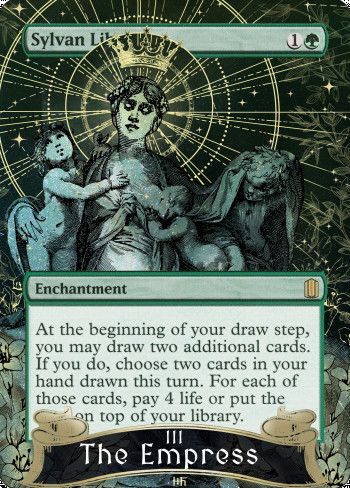 Sylvan Li
1
Enchantment
At the beginning of your draw step,
you may draw two additional cards.
If you do, choose two cards in your
hand drawn this turn. For each of
those cards, pay 4 life or put the
on top of your library.
III
The Empress